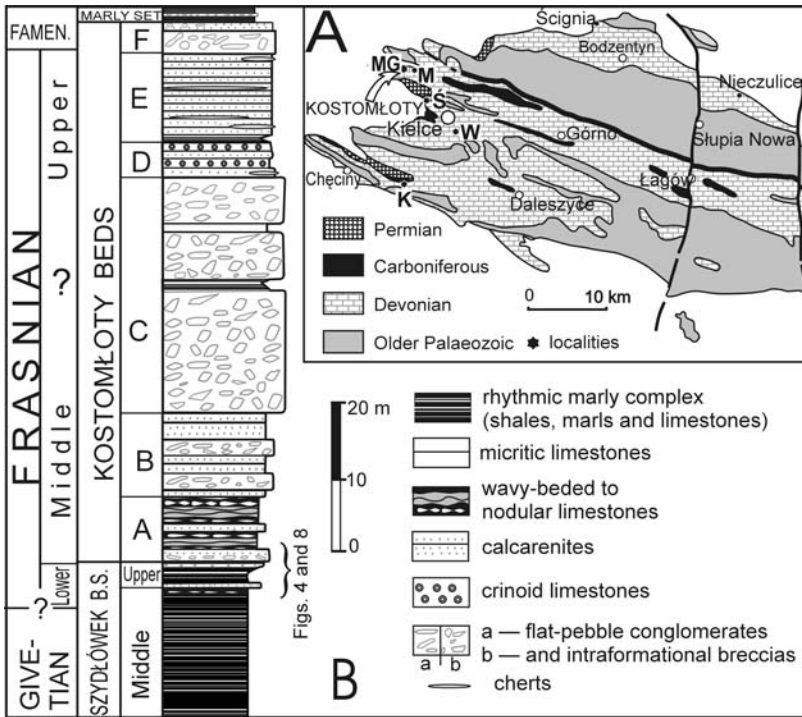 MARLY SET
FAMEN.
F
E
D
C
B
A
Upper
?
Middle
Lower
FRASNIAN
KOSTOMŁOTY BEDS
Upper
Middle
SZYDŁÓWEK B.S.
?
GIVE-
TIAN
Figs. 4 and 8
20 m
10
0
B
A
Ścignia
Bodzentyn
MG
M
Nieczulice
KOSTOMŁOTY
Ś
Kielce
W
Górno
Słupia Nowa
Chęciny
K
Łagów
Daleszyce
Permian
Carboniferous
Devonian
0 10 km
Older Palaeozoic
localities
rhythmic marly complex
(shales, marls and limestones)
micritic limestones
wavy-beded to
nodular limestones
calcarenites
crinoid limestones
a — flat-pebble conglomerates
b — and intraformational breccias
a b
cherts